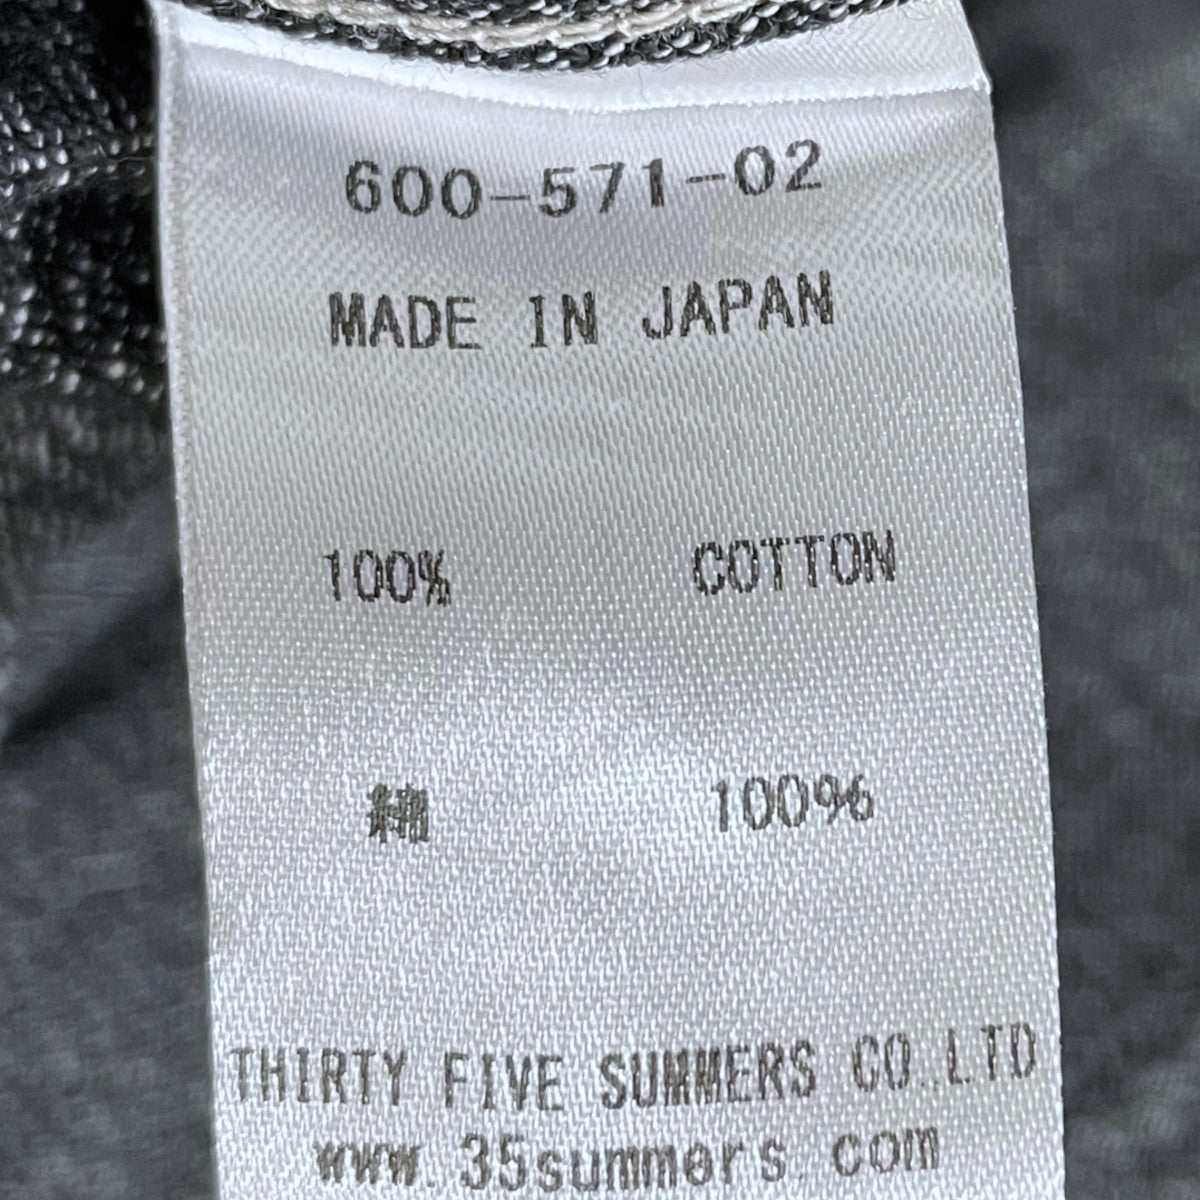 600-571-02
MADE IN JAPAN
100% COTTON
綿 100%
THIRTY FIVE SUMMERS CO.,LTD
www.35summers.com